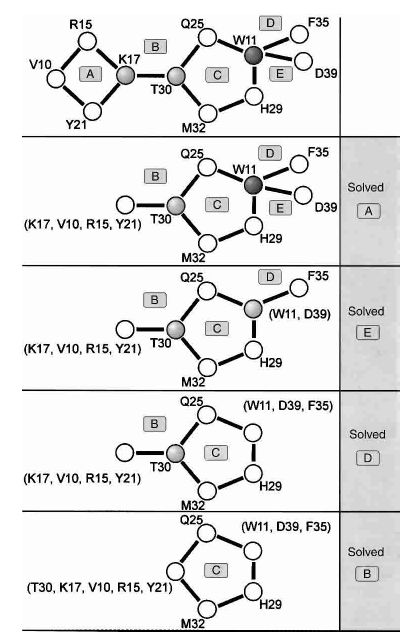 R15
Q25
D
F35
V10
A
K17
B
W11
T30
C
E
D39
Y21
H29
M32
Q25
D
F35
B
W11
Solved
T30
C
E
D39
A
(K17, V10, R15, Y21)
H29
M32
Q25
D
F35
B
(W11, D39)
Solved
T30
C
E
(K17, V10, R15, Y21)
H29
M32
Q25
(W11, D39, F35)
B
Solved
T30
C
D
(K17, V10, R15, Y21)
H29
M32
Q25
(W11, D39, F35)
Solved
C
B
(T30, K17, V10, R15, Y21)
H29
M32